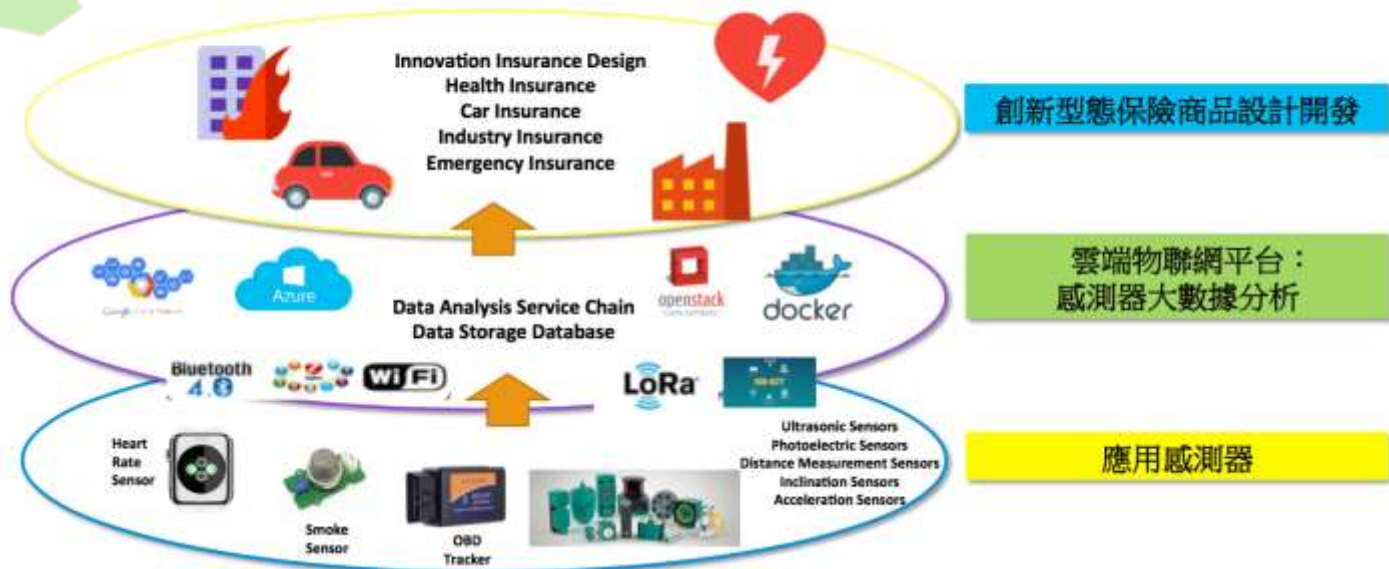 Innovation Insurance Design
Health Insurance
Car Insurance
Industry Insurance
Emergency Insurance
創新型態保險商品設計開發
Azure
openstack
docker
Data Analysis Service Chain
Data Storage Database
雲端物聯網平台：
感測器大數據分析
Bluetooth
4.0
Wi Fi
LoRa
Heart
Rate
Sensor
Smoke
Sensor
OBD
Tracker
Ultrasonic Sensors
Photoelectric Sensors
Distance Measurement Sensors
Inclination Sensors
Acceleration Sensors
應用感測器